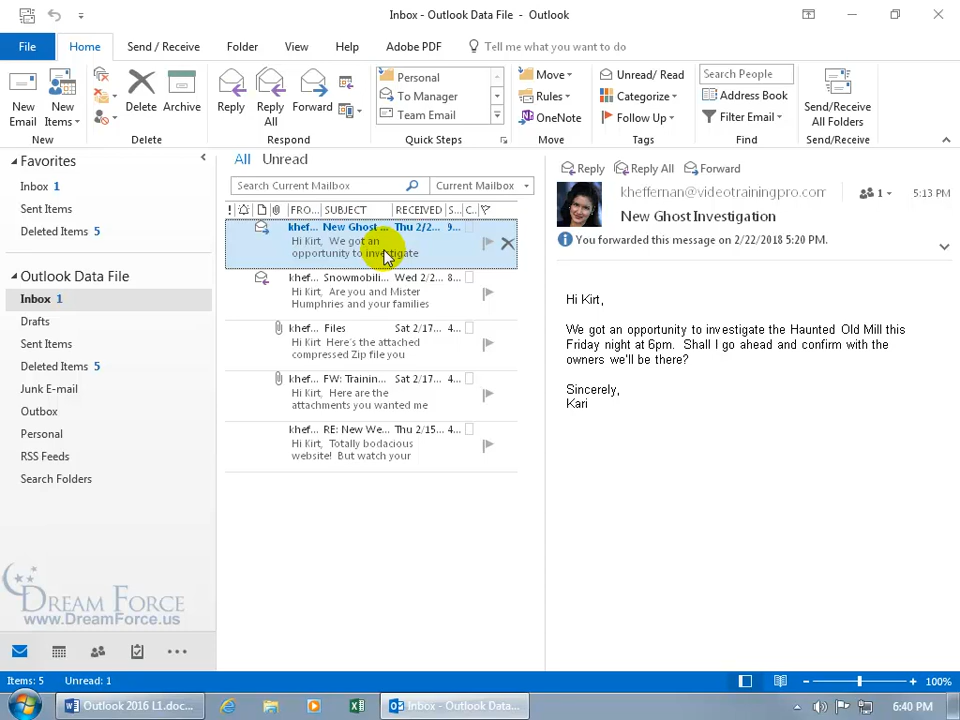 Inbox - Outlook Data File - Outlook
File Home Send / Receive Folder View Help Adobe PDF Tell me what you want to do
New Email
New Items
New
Delete Archive
Delete
Reply Reply All Forward
Respond
Personal
To Manager
Team Email
Quick Steps
Move
Rules
OneNote
Move
Unread/ Read
Categorize
Follow Up
Tags
Search People
Address Book
Filter Email
Find
Send/Receive All Folders
Send/Receive
Favorites
Inbox 1
Sent Items
Deleted Items 5
Outlook Data File
Inbox 1
Drafts
Sent Items
Deleted Items 5
Junk E-mail
Outbox
Personal
RSS Feeds
Search Folders
DREAM FORCE
www.DreamForce.us
All Unread
Search Current Mailbox Current Mailbox
! FRO... SUBJECT RECEIVED S... C...
khef... New Ghost ... Thu 2/2... 9...
Hi Kirt, We got an
opportunity to investigate
khef... Snowmobili... Wed 2/2... 8...
Hi Kirt, Are you and Mister
Humphries and your families
khef... Files Sat 2/17... 4...
Hi Kirt Here's the attached
compressed Zip file you
khef... FW: Trainin... Sat 2/17... 4...
Hi Kirt, Here are the
attachments you wanted me
khef... RE: New We... Thu 2/15... 4...
Hi Kirt, Totally bodacious
website! But watch your
Reply Reply All Forward
kheffernan@videotrainingpro.com 1 5:13 PM
New Ghost Investigation
You forwarded this message on 2/22/2018 5:20 PM.
Hi Kirt,
We got an opportunity to investigate the Haunted Old Mill this
Friday night at 6pm. Shall I go ahead and confirm with the
owners we'll be there?
Sincerely,
Kari
Items: 5 Unread: 1 100%
Outlook 2016 L1.doc... Inbox - Outlook Data... 6:40 PM